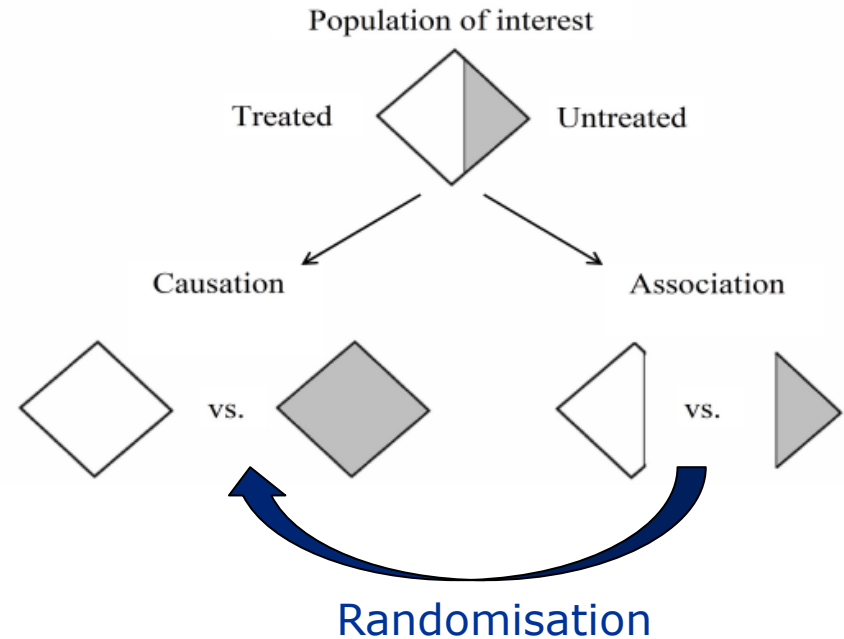 Population of interest
Treated
Untreated
Causation
Association
vs.
vs.
Randomisation